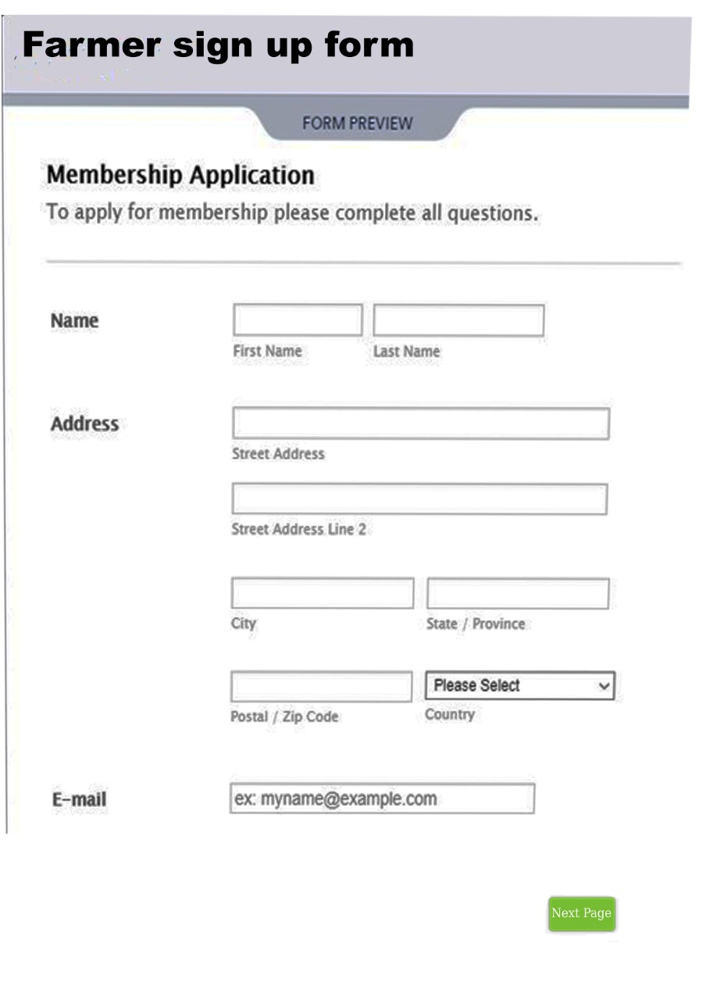 Farmer sign up form
FORM PREVIEW
Membership Application
To apply for membership please complete all questions.
Name
First Name
Last Name
Address
Street Address
Street Address Line 2
City
State / Province
Please Select
Postal / Zip Code
Country
E-mail
ex: myname@example.com
Next Page